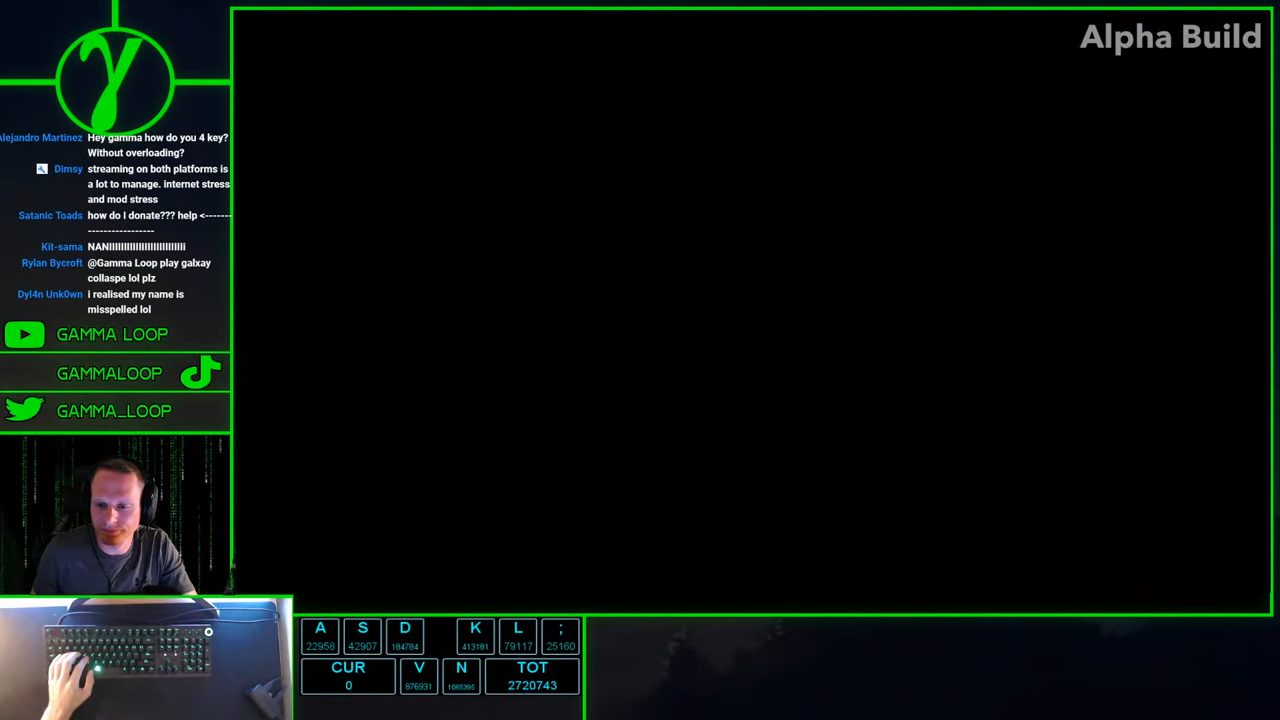 Alpha Build
γ
Alejandro Martinez Hey gamma how do you 4 key?
Without overloading?
Dimsy streaming on both platforms is
a lot to manage. internet stress
and mod stress
Satanic Toads how do I donate??? help <-------
-----------------
Kit-sama NANIIIIIIIIIIIIIIIIIIIIIIIIIi
Rylan Bycroft @Gamma Loop play galxay
collaspe lol plz
Dyl4n Unk0wn i realised my name is
misspelled lol
GAMMA LOOP
GAMMALOOP
GAMMA_LOOP
A S D K L ;
22958 42907 184784 413181 79117 25160
CUR V N TOT
0 876931 1065395 2720743